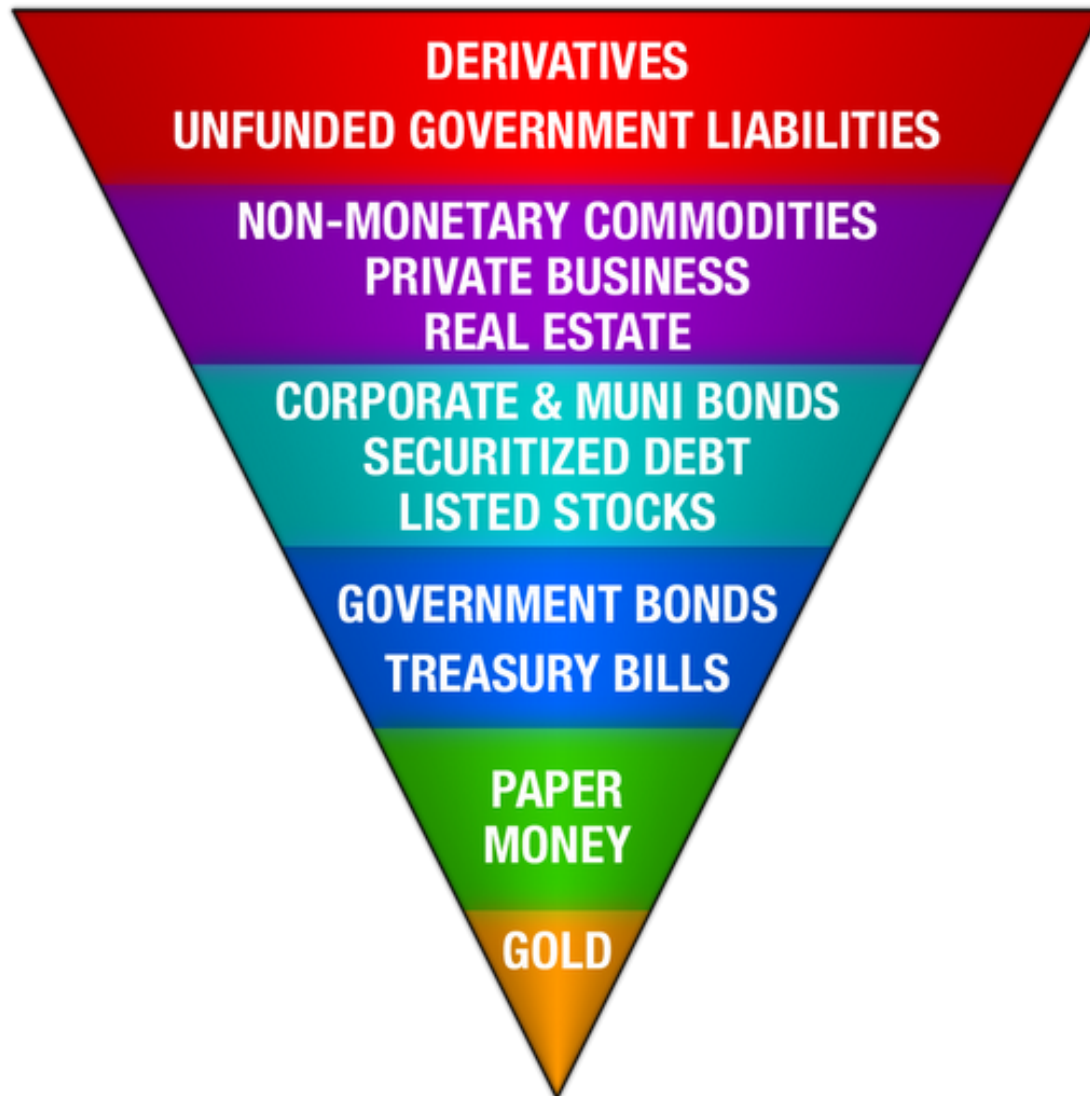 DERIVATIVES
UNFUNDED GOVERNMENT LIABILITIES
NON-MONETARY COMMODITIES
PRIVATE BUSINESS
REAL ESTATE
CORPORATE & MUNI BONDS
SECURITIZED DEBT
LISTED STOCKS
GOVERNMENT BONDS
TREASURY BILLS
PAPER
MONEY
GOLD